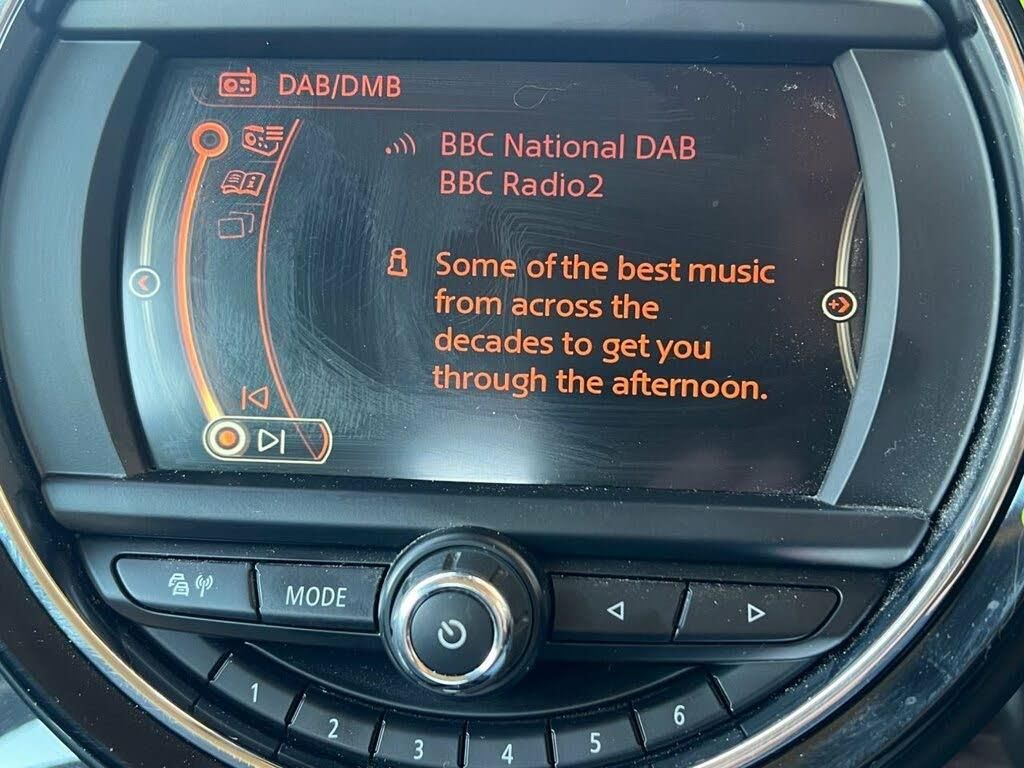 DAB/DMB
BBC National DAB
BBC Radio2
Some of the best music
from across the
decades to get you
through the afternoon.
MODE
1
2
3
4
5
6